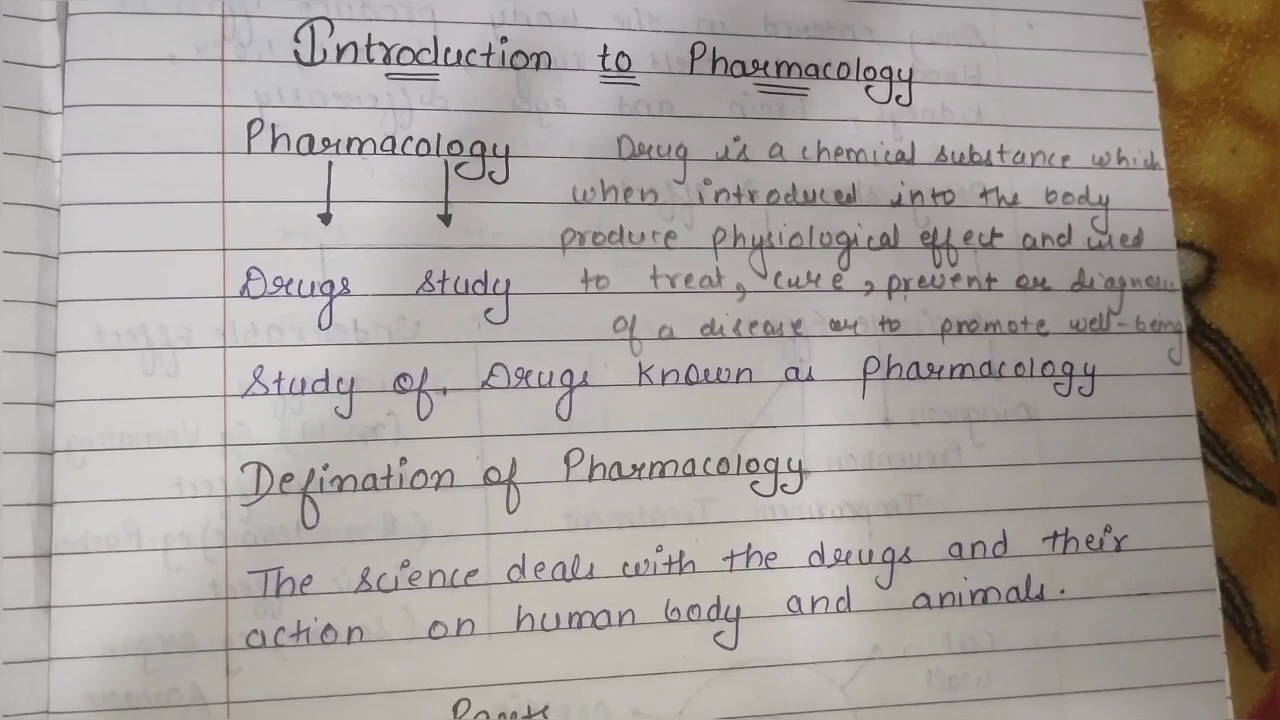 Introduction to Pharmacology
Pharmacology
Drugs study
Drug is a chemical substance which
when introduced into the body
produce physiological effect and used
to treat, cure, prevent or diagnose
of a disease or to promote well-being
Study of Drugs known as Pharmacology
Defination of Pharmacology
The science deals with the drugs and their
action on human body and animals.